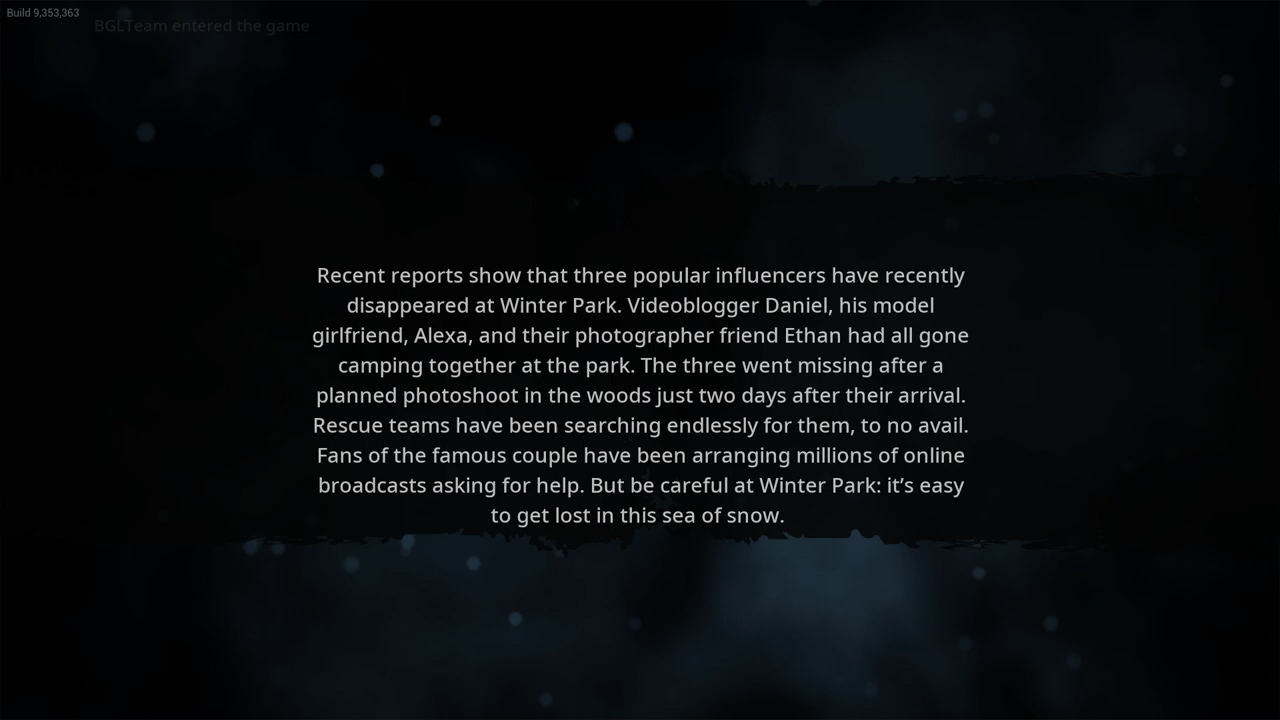 Build 9,353,363
BGLTeam entered the game
Recent reports show that three popular influencers have recently
disappeared at Winter Park. Videoblogger Daniel, his model
girlfriend, Alexa, and their photographer friend Ethan had all gone
camping together at the park. The three went missing after a
planned photoshoot in the woods just two days after their arrival.
Rescue teams have been searching endlessly for them, to no avail.
Fans of the famous couple have been arranging millions of online
broadcasts asking for help. But be careful at Winter Park: it’s easy
to get lost in this sea of snow.